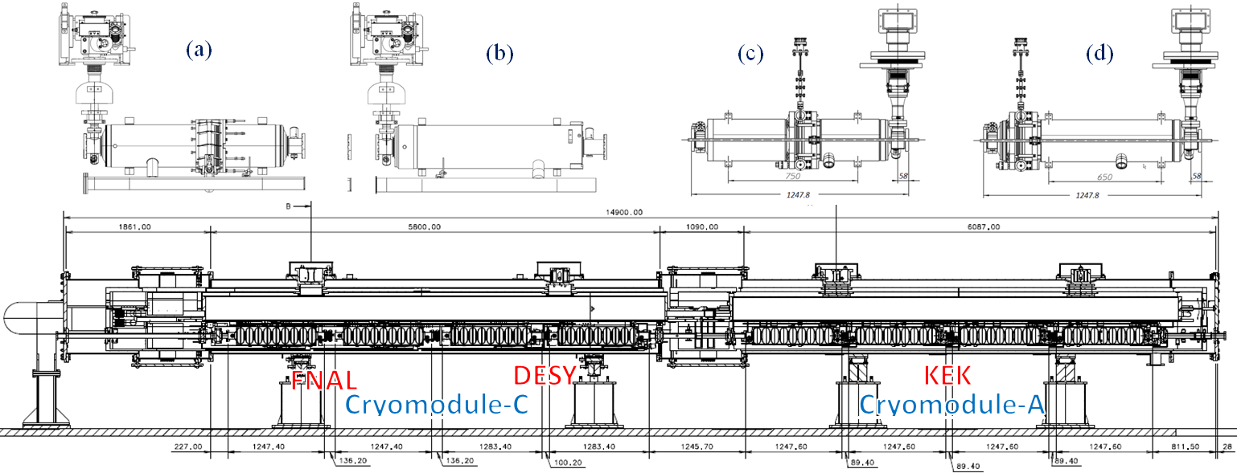 (a)
(b)
(c)
(d)
750
58
1247.8
650
58
1247.8
B
14900.00
1861.00
5800.00
1090.00
6087.00
FNAL
DESY
KEK
Cryomodule-C
Cryomodule-A
227.00
1247.40
1247.40
1283.40
1283.40
1245.70
1247.60
1247.60
1247.60
1247.60
811.50
28
136.20
136.20
100.20
89.40
89.40
89.40